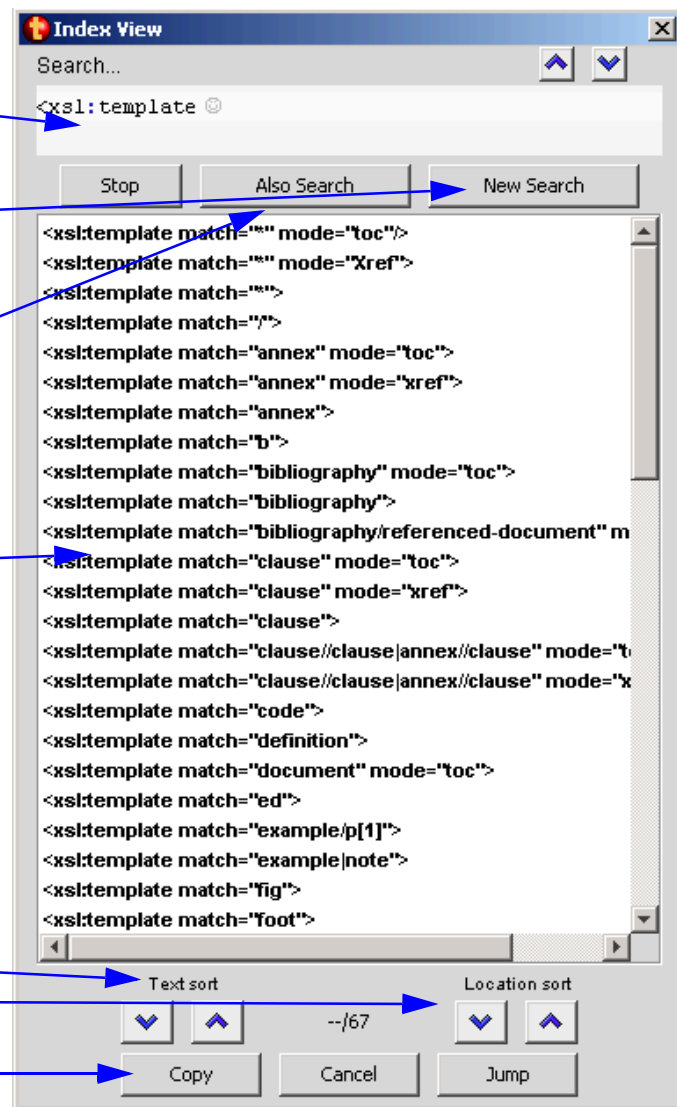 Index View
Search...
<xsl:template ☺
Stop Also Search New Search
<xsl:template match="*" mode="toc"/>
<xsl:template match="*" mode="Xref">
<xsl:template match="*">
<xsl:template match="/">
<xsl:template match="annex" mode="toc">
<xsl:template match="annex" mode="xref">
<xsl:template match="annex">
<xsl:template match="b">
<xsl:template match="bibliography" mode="toc">
<xsl:template match="bibliography">
<xsl:template match="bibliography/referenced-document" m
<xsl:template match="clause" mode="toc">
<xsl:template match="clause" mode="xref">
<xsl:template match="clause">
<xsl:template match="clause//clause|annex//clause" mode="t
<xsl:template match="clause//clause|annex//clause" mode="x
<xsl:template match="code">
<xsl:template match="definition">
<xsl:template match="document" mode="toc">
<xsl:template match="ed">
<xsl:template match="example/p[1]">
<xsl:template match="example|note">
<xsl:template match="fig">
<xsl:template match="foot">
Text sort Location sort
--/67
Copy Cancel Jump